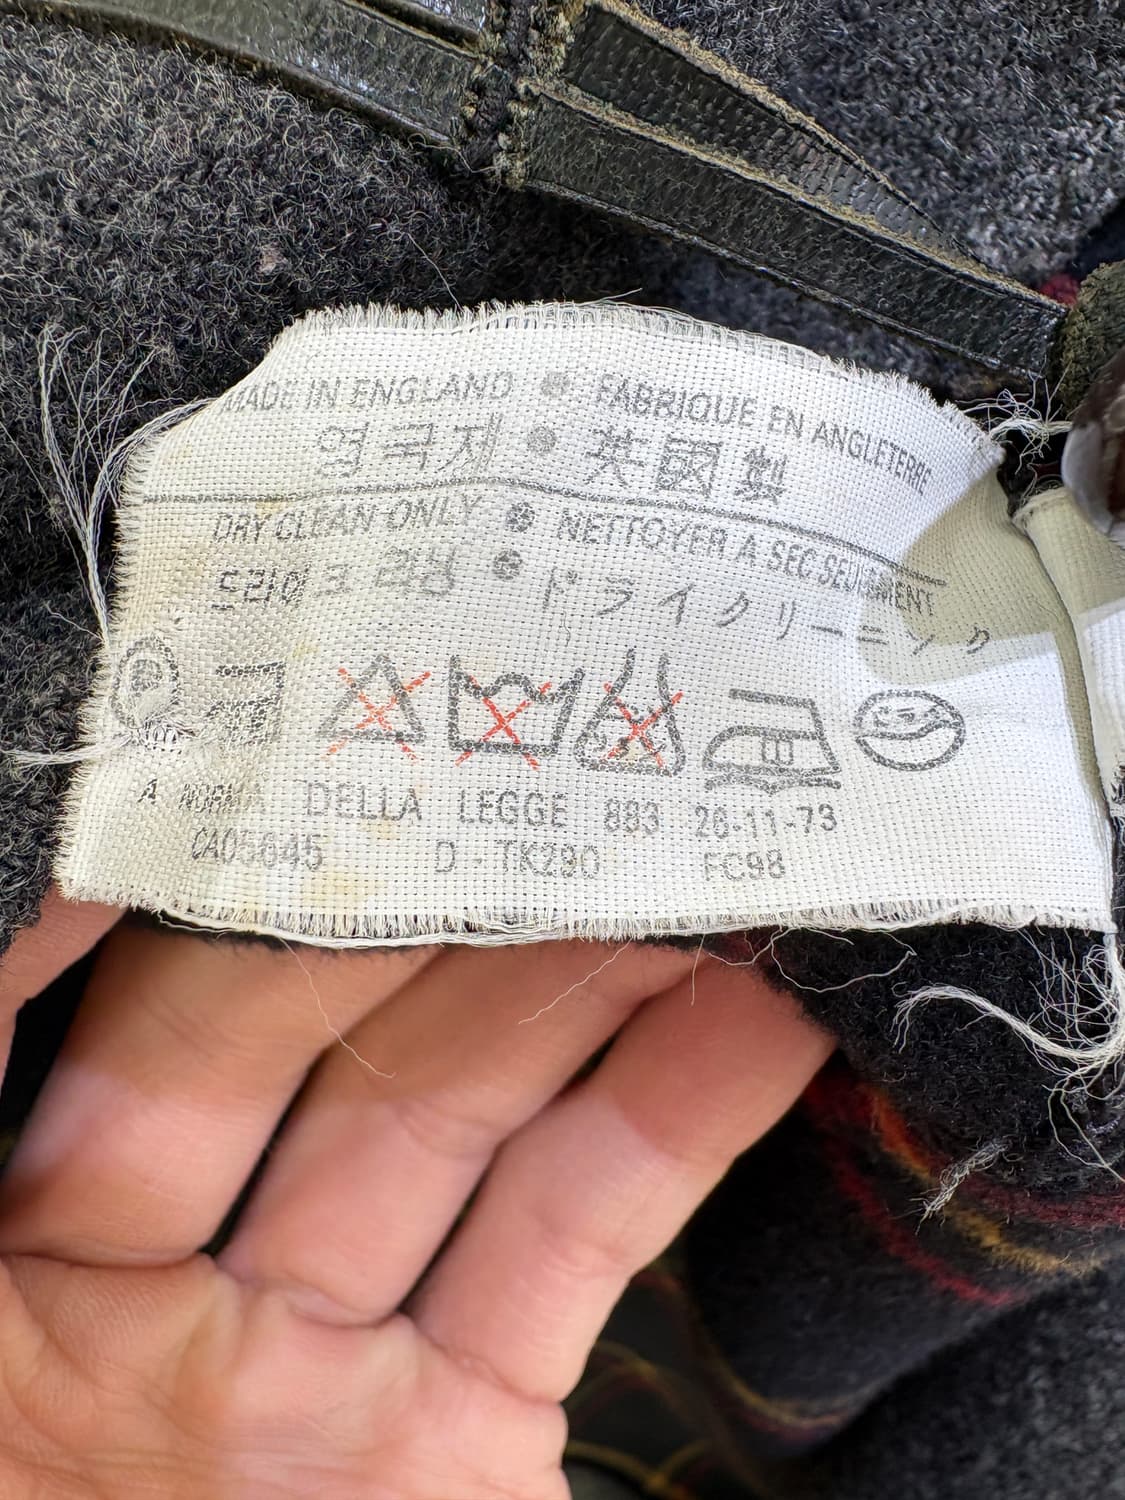 MADE IN ENGLAND • FABRIQUE EN ANGLETERRE
영국제 • 英國製
DRY CLEAN ONLY • NETTOYER A SEC SEULEMENT
드라이 크리닝 • ドライクリーニング
A NORMA DELLA LEGGE 883 26-11-73
CA05645 D - TK290 FC98